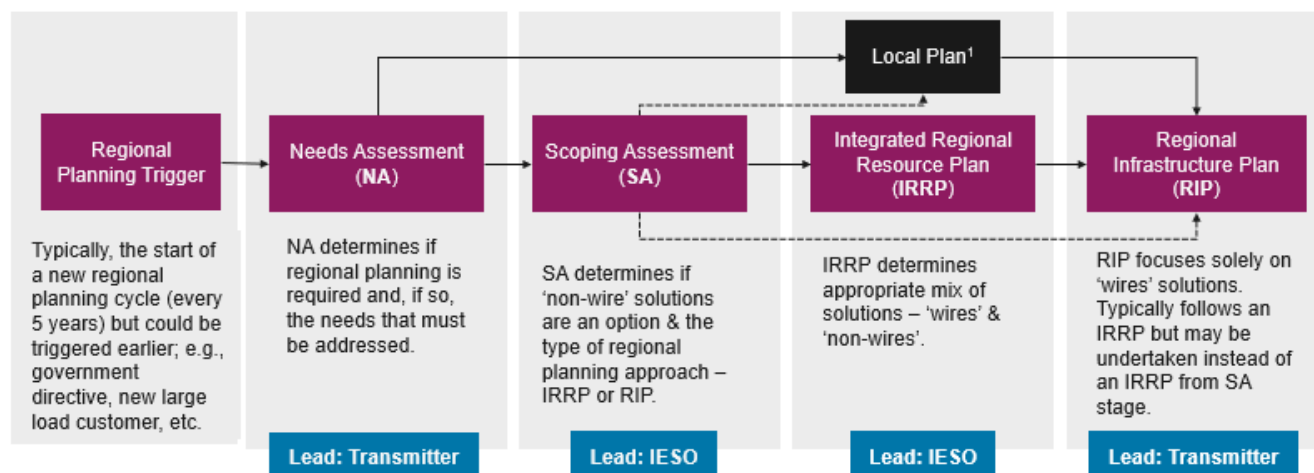 Local Plan¹
Regional
Planning Trigger
Needs Assessment
(NA)
Scoping Assessment
(SA)
Integrated Regional
Resource Plan
(IRRP)
Regional
Infrastructure Plan
(RIP)
Typically, the start of
a new regional
planning cycle (every
5 years) but could be
triggered earlier; e.g.,
government
directive, new large
load customer, etc.
NA determines if
regional planning is
required and, if so,
the needs that must
be addressed.
SA determines if
‘non-wire’ solutions
are an option & the
type of regional
planning approach –
IRRP or RIP.
IRRP determines
appropriate mix of
solutions – ‘wires’ &
‘non-wires’.
RIP focuses solely on
‘wires’ solutions.
Typically follows an
IRRP but may be
undertaken instead of
an IRRP from SA
stage.
Lead: Transmitter
Lead: IESO
Lead: IESO
Lead: Transmitter